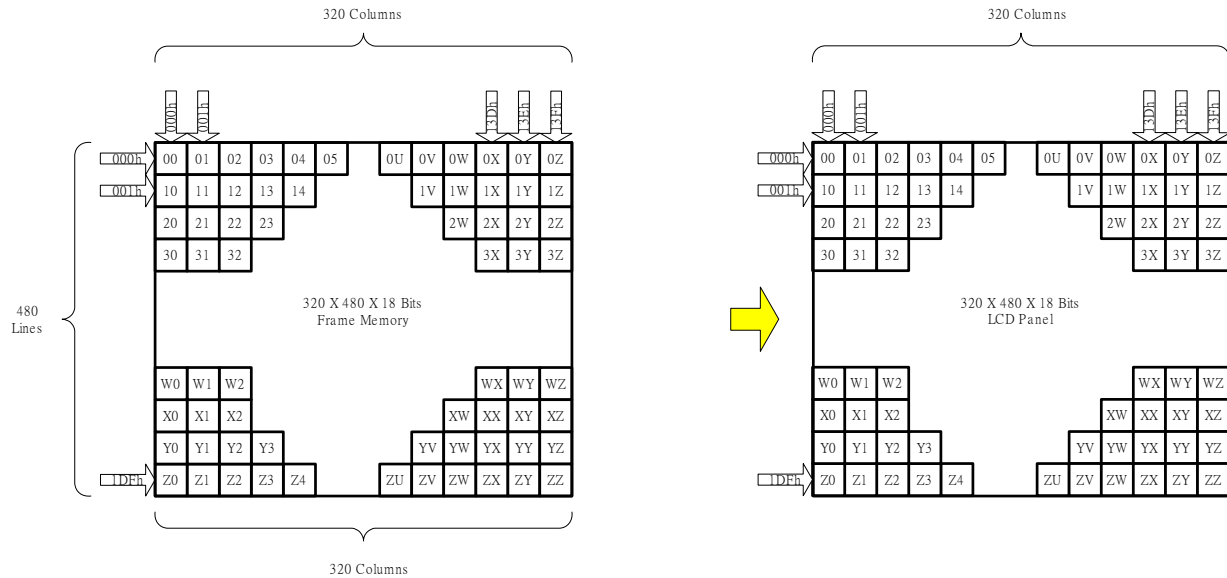 320 Columns
320 Columns
000h 001h 3Dh 3Eh 3Fh
000h 001h 3Dh 3Eh 3Fh
000h 00 01 02 03 04 05 0U 0V 0W 0X 0Y 0Z
000h 00 01 02 03 04 05 0U 0V 0W 0X 0Y 0Z
001h 10 11 12 13 14 1V 1W 1X 1Y 1Z
001h 10 11 12 13 14 1V 1W 1X 1Y 1Z
20 21 22 23 2W 2X 2Y 2Z
20 21 22 23 2W 2X 2Y 2Z
30 31 32 3X 3Y 3Z
30 31 32 3X 3Y 3Z
480
Lines
320 X 480 X 18 Bits
Frame Memory
320 X 480 X 18 Bits
LCD Panel
W0 W1 W2 WX WY WZ
W0 W1 W2 WX WY WZ
X0 X1 X2 XW XX XY XZ
X0 X1 X2 XW XX XY XZ
Y0 Y1 Y2 Y3 YV YW YX YY YZ
Y0 Y1 Y2 Y3 YV YW YX YY YZ
1DFh Z0 Z1 Z2 Z3 Z4 ZU ZV ZW ZX ZY ZZ
1DFh Z0 Z1 Z2 Z3 Z4 ZU ZV ZW ZX ZY ZZ
320 Columns